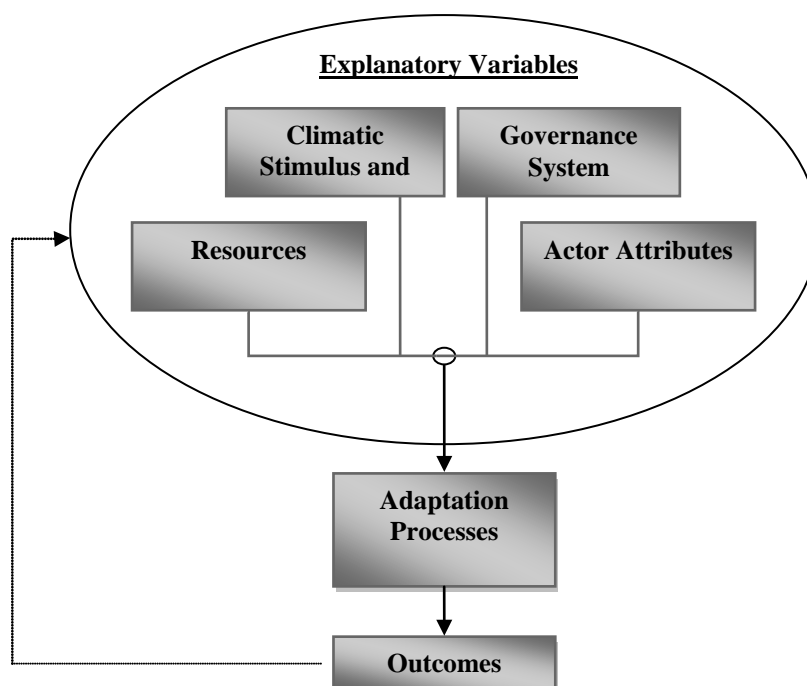 Explanatory Variables
Climatic
Stimulus and
Governance
System
Resources
Actor Attributes
Adaptation
Processes
Outcomes